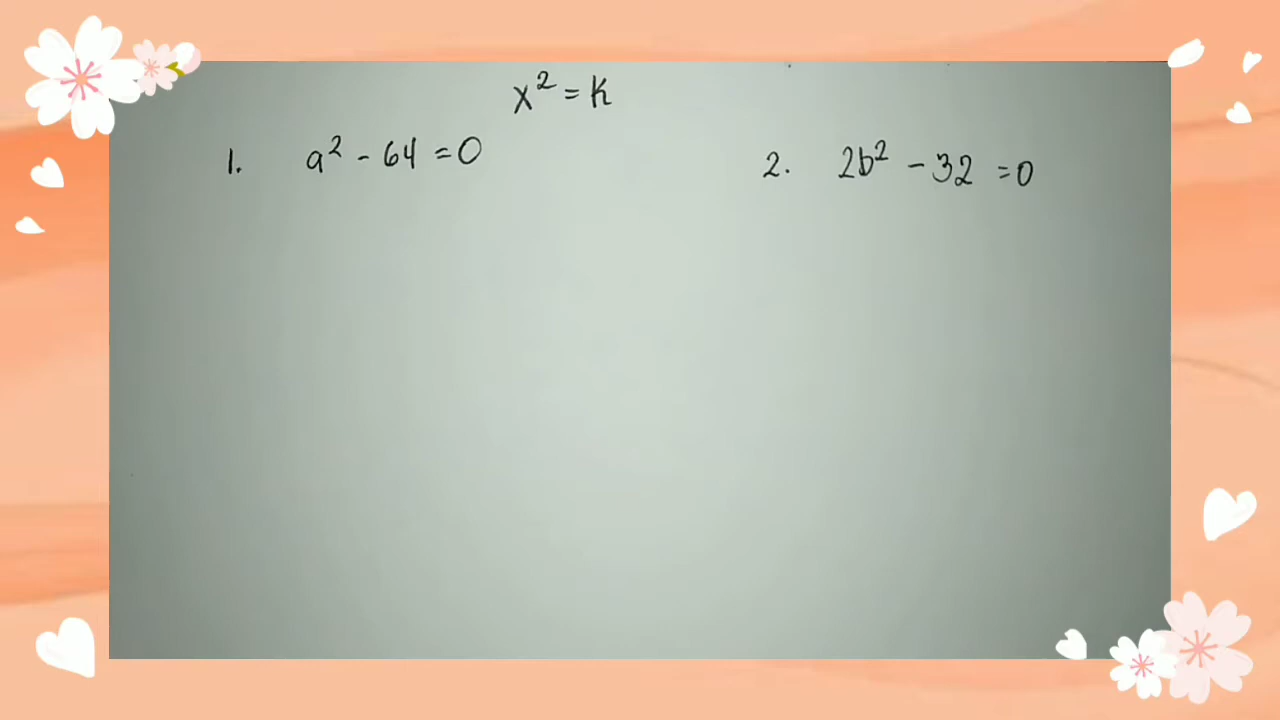 x² = k
1. a² - 64 = 0
2. 2b² - 32 = 0